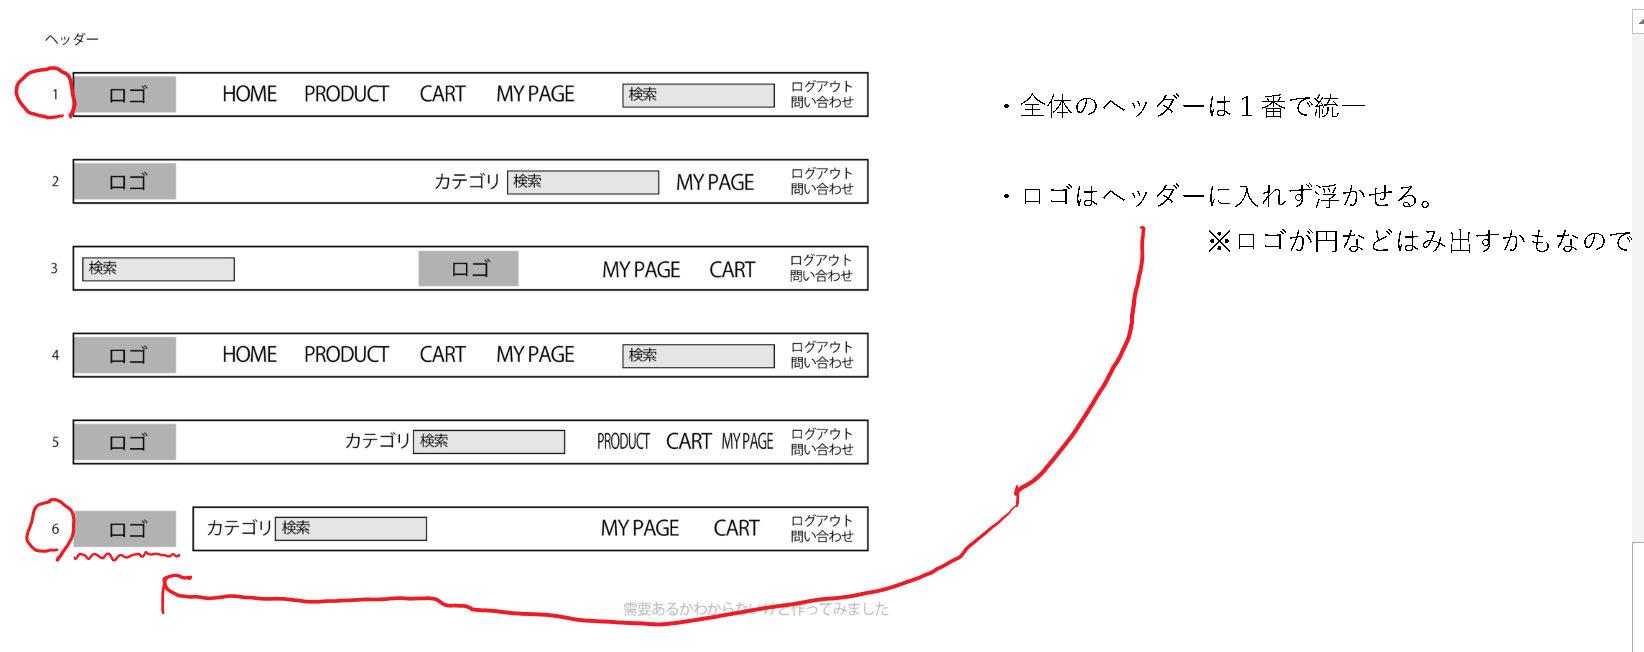 ヘッダー
1 ロゴ HOME PRODUCT CART MY PAGE 検索 ログアウト
問い合わせ
2 ロゴ カテゴリ 検索 MY PAGE ログアウト
問い合わせ
3 検索 ロゴ MY PAGE CART ログアウト
問い合わせ
4 ロゴ HOME PRODUCT CART MY PAGE 検索 ログアウト
問い合わせ
5 ロゴ カテゴリ 検索 PRODUCT CART MY PAGE ログアウト
問い合わせ
6 ロゴ カテゴリ 検索 MY PAGE CART ログアウト
問い合わせ
需要あるかわからないけど作ってみました
・全体のヘッダーは１番で統一
・ロゴはヘッダーに入れず浮かせる。
※ロゴが円などはみ出すかもなので